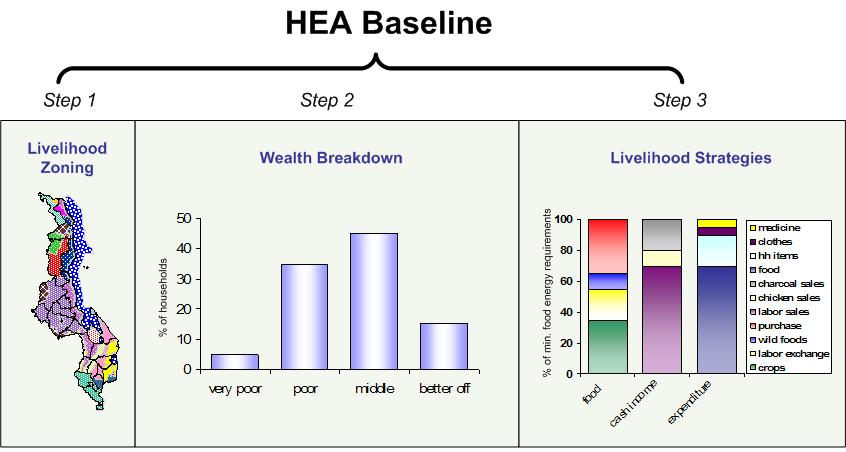 HEA Baseline
Step 1
Step 2
Step 3
Livelihood
Zoning
Wealth Breakdown
% of households
50
40
30
20
10
0
very poor
poor
middle
better off
Livelihood Strategies
% of min. food energy requirements
100
80
60
40
20
0
food
cash income
expenditure
medicine
clothes
hh items
food
charcoal sales
chicken sales
labor sales
purchase
wild foods
labor exchange
crops